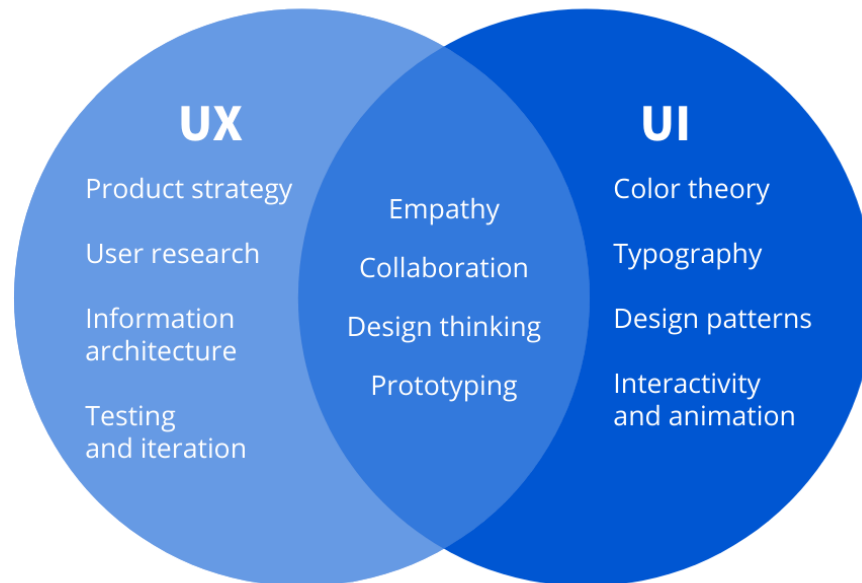 UX
Product strategy
User research
Information
architecture
Testing
and iteration
Empathy
Collaboration
Design thinking
Prototyping
UI
Color theory
Typography
Design patterns
Interactivity
and animation